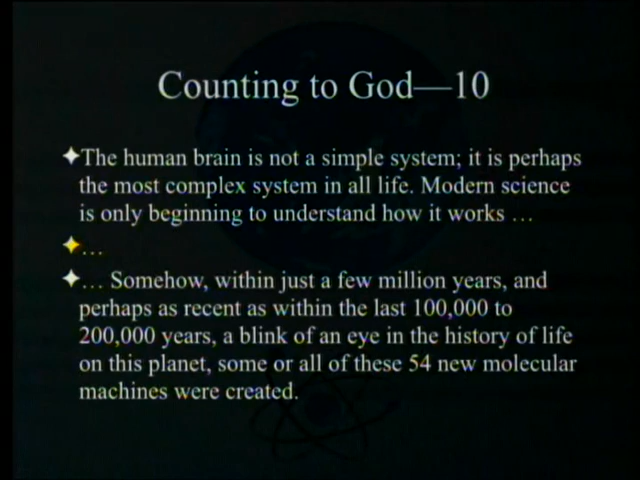 Counting to God—10
The human brain is not a simple system; it is perhaps
the most complex system in all life. Modern science
is only beginning to understand how it works …
…
… Somehow, within just a few million years, and
perhaps as recent as within the last 100,000 to
200,000 years, a blink of an eye in the history of life
on this planet, some or all of these 54 new molecular
machines were created.